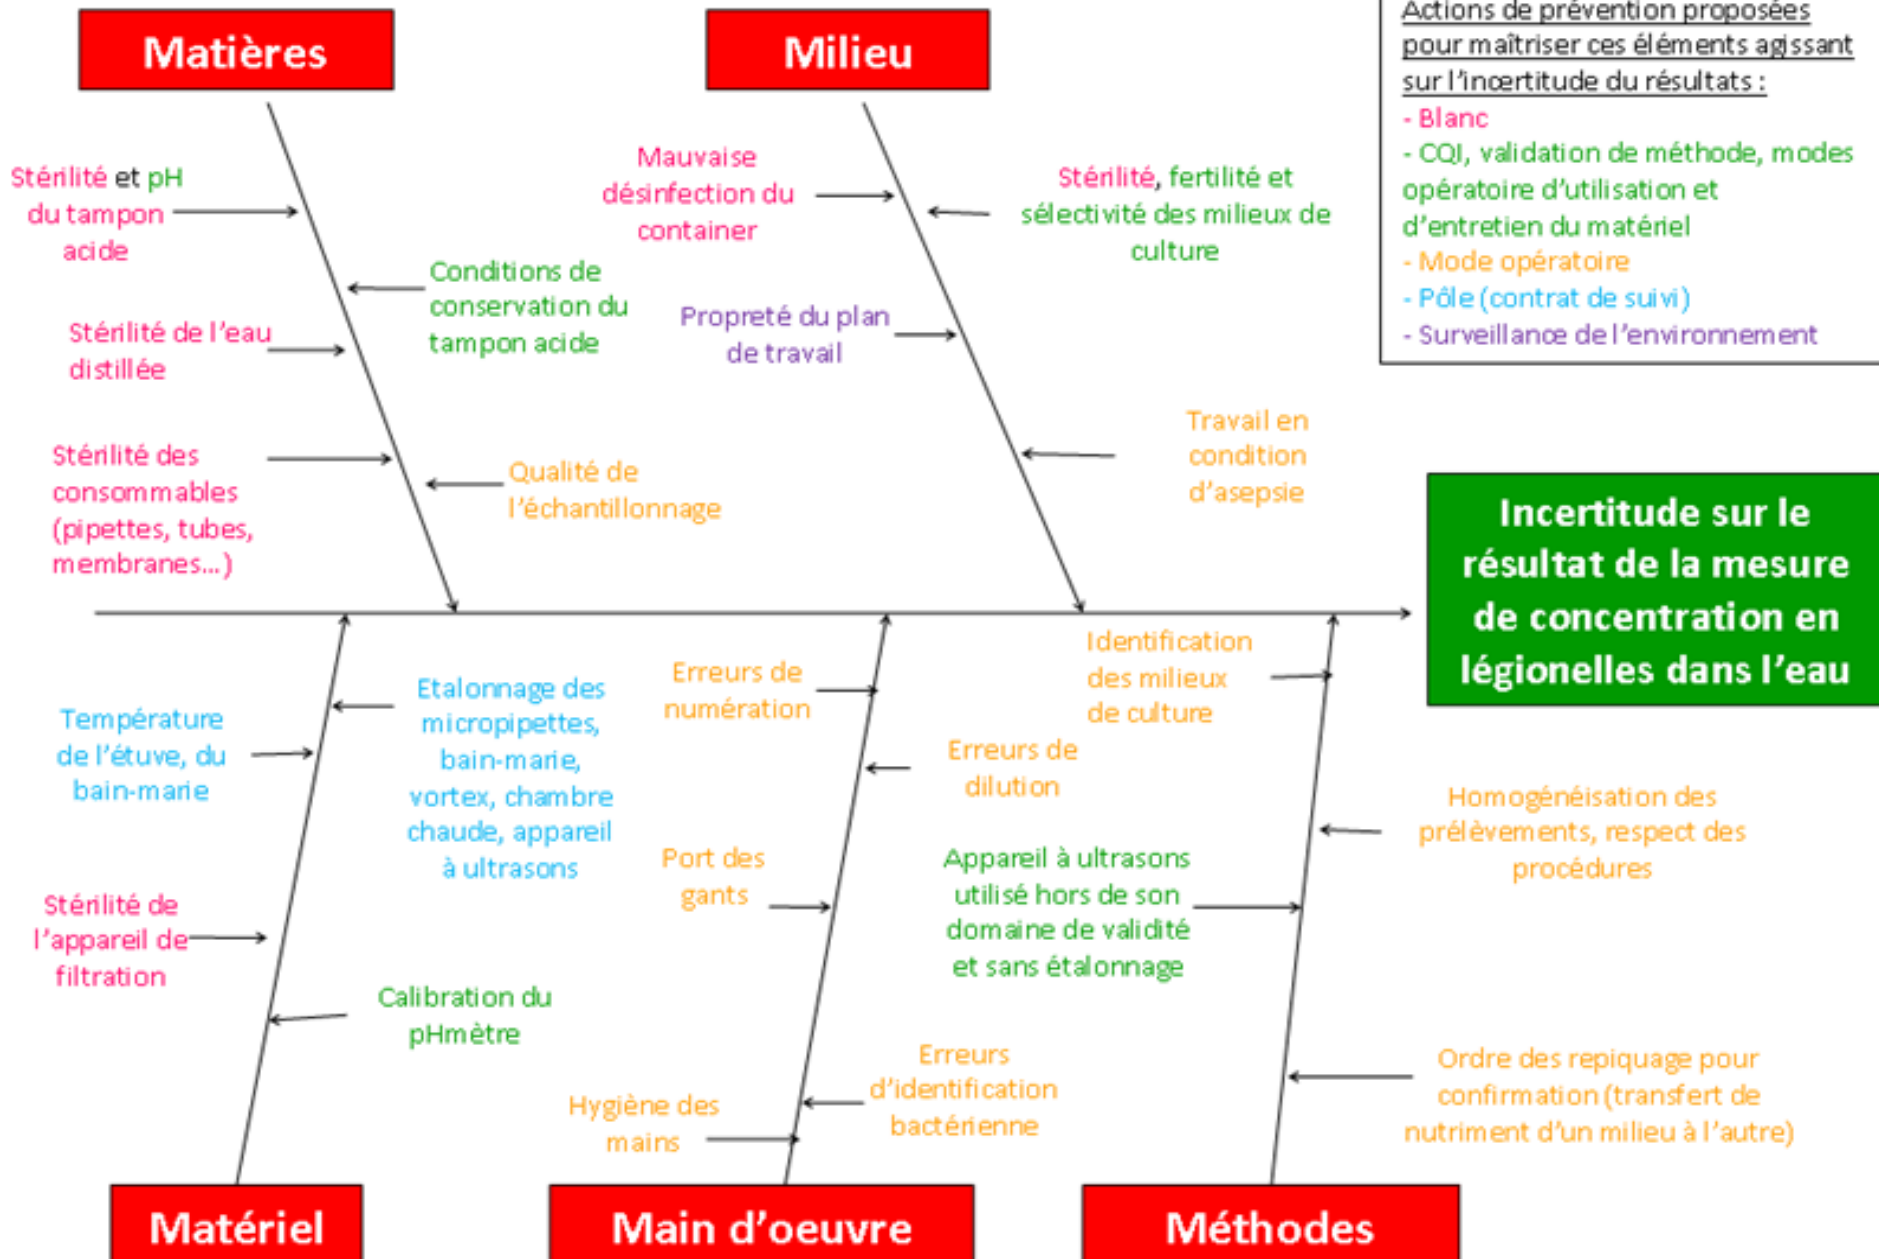 Matières
Milieu
Actions de prévention proposées
pour maîtriser ces éléments agissant
sur l'incertitude du résultats :
- Blanc
- CQI, validation de méthode, modes
opératoire d'utilisation et
d'entretien du matériel
- Mode opératoire
- Pôle (contrat de suivi)
- Surveillance de l'environnement
Stérilité et pH
du tampon
acide
Conditions de
conservation du
tampon acide
Stérilité de l'eau
distillée
Stérilité des
consommables
(pipettes, tubes,
membranes...)
Qualité de
l'échantillonnage
Mauvaise
désinfection du
container
Stérilité, fertilité et
sélectivité des milieux de
culture
Propreté du plan
de travail
Travail en
condition
d'asepsie
Incertitude sur le
résultat de la mesure
de concentration en
légionelles dans l'eau
Température
de l'étuve, du
bain-marie
Etalonnage des
micropipettes,
bain-marie,
vortex, chambre
chaude, appareil
à ultrasons
Stérilité de
l'appareil de
filtration
Calibration du
pHmètre
Erreurs de
numération
Erreurs de
dilution
Port des
gants
Hygiène des
mains
Erreurs
d'identification
bactérienne
Identification
des milieux
de culture
Homogénéisation des
prélèvements, respect des
procédures
Appareil à ultrasons
utilisé hors de son
domaine de validité
et sans étalonnage
Ordre des repiquage pour
confirmation (transfert de
nutriment d'un milieu à l'autre)
Matériel
Main d'oeuvre
Méthodes